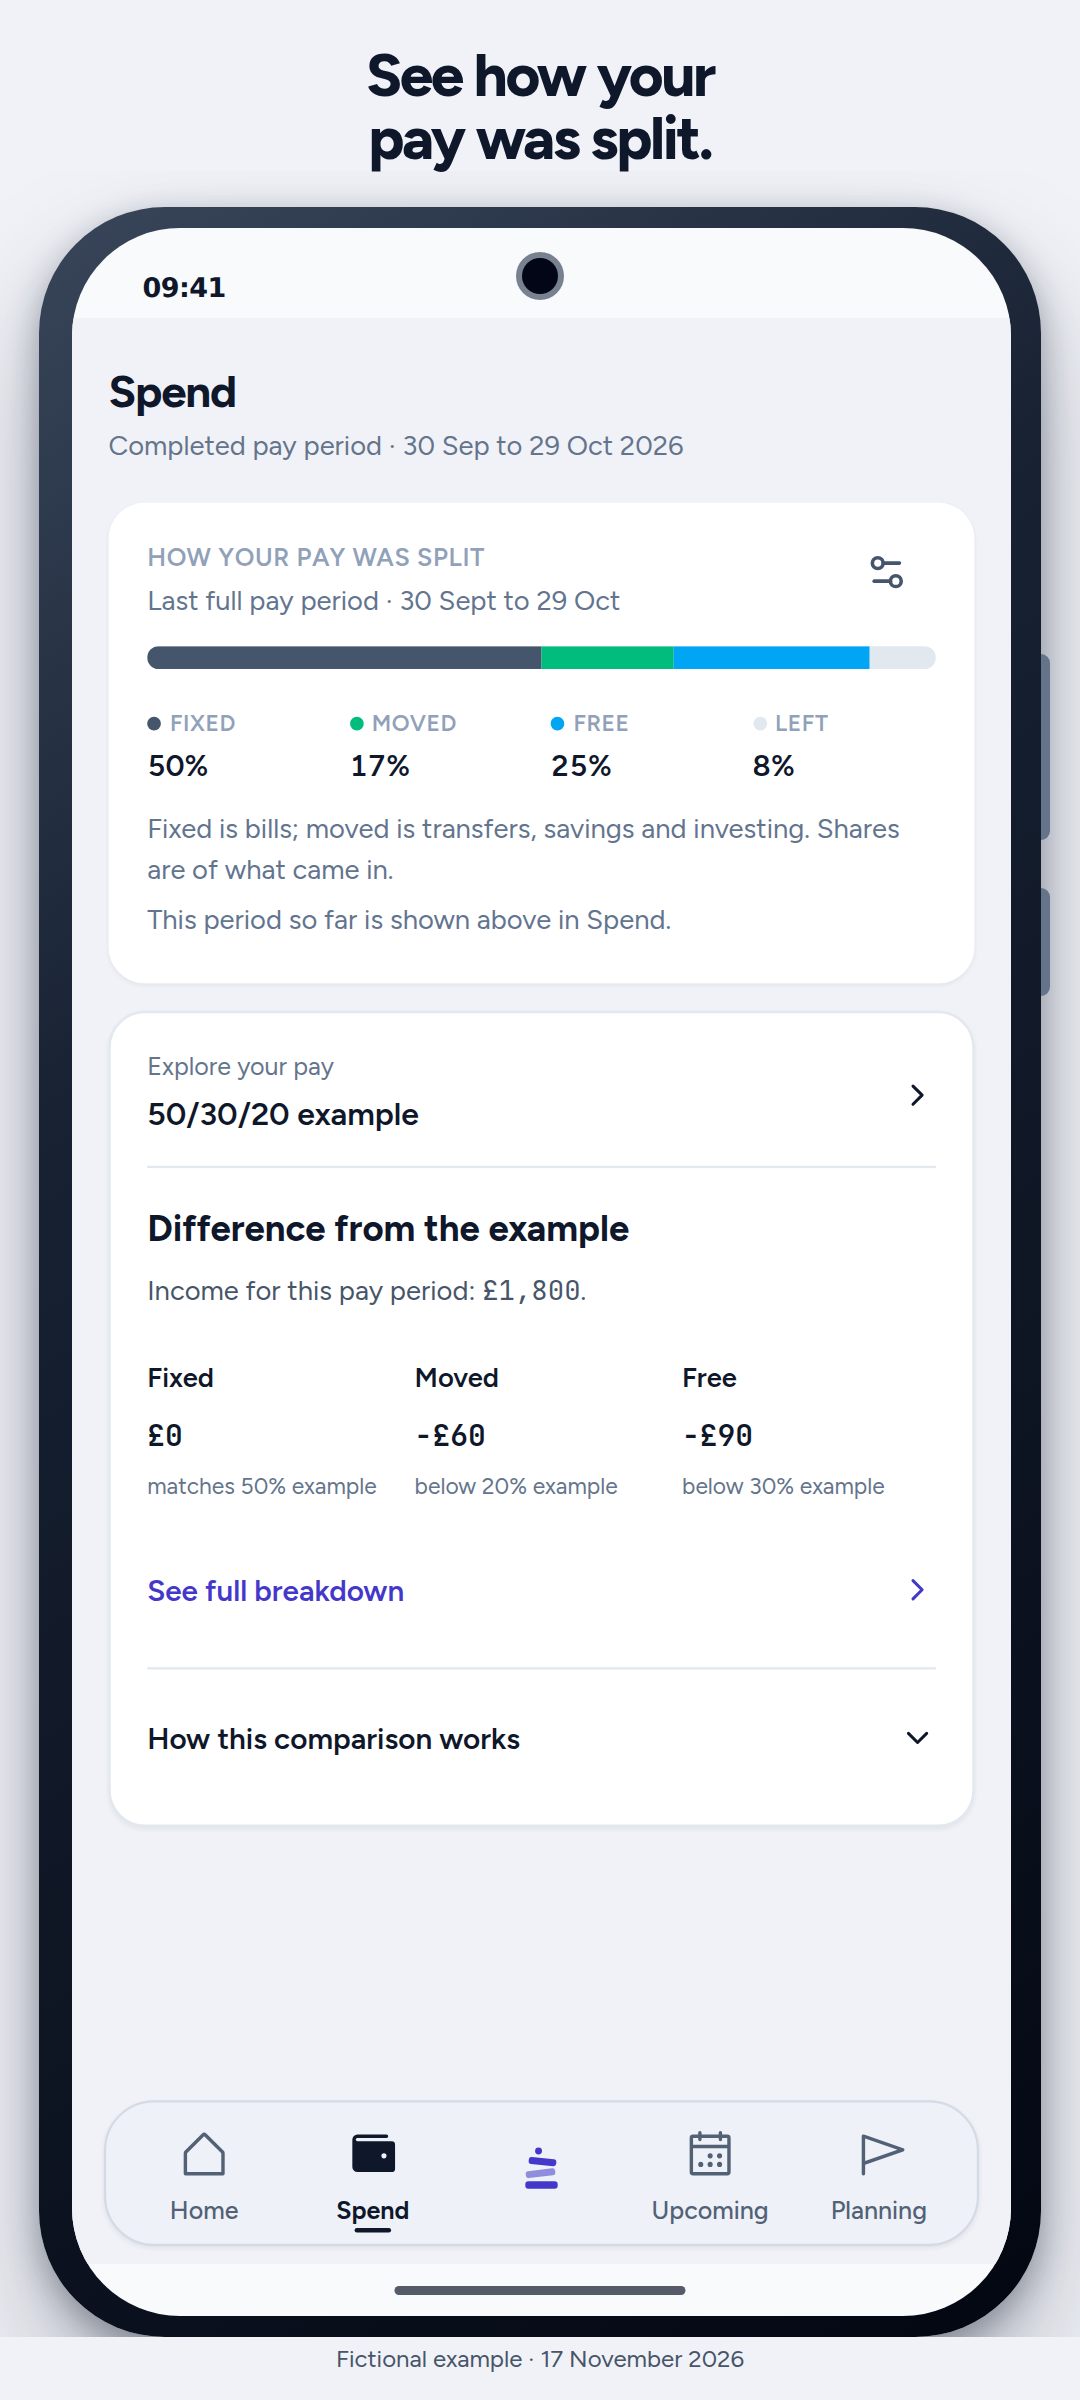 See how your
pay was split.
09:41
Spend
Completed pay period · 30 Sep to 29 Oct 2026
HOW YOUR PAY WAS SPLIT
Last full pay period · 30 Sept to 29 Oct
FIXED MOVED FREE LEFT
50% 17% 25% 8%
Fixed is bills; moved is transfers, savings and investing. Shares
are of what came in.
This period so far is shown above in Spend.
Explore your pay
50/30/20 example
Difference from the example
Income for this pay period: £1,800.
Fixed Moved Free
£0 -£60 -£90
matches 50% example below 20% example below 30% example
See full breakdown
How this comparison works
Home Spend Upcoming Planning
Fictional example · 17 November 2026